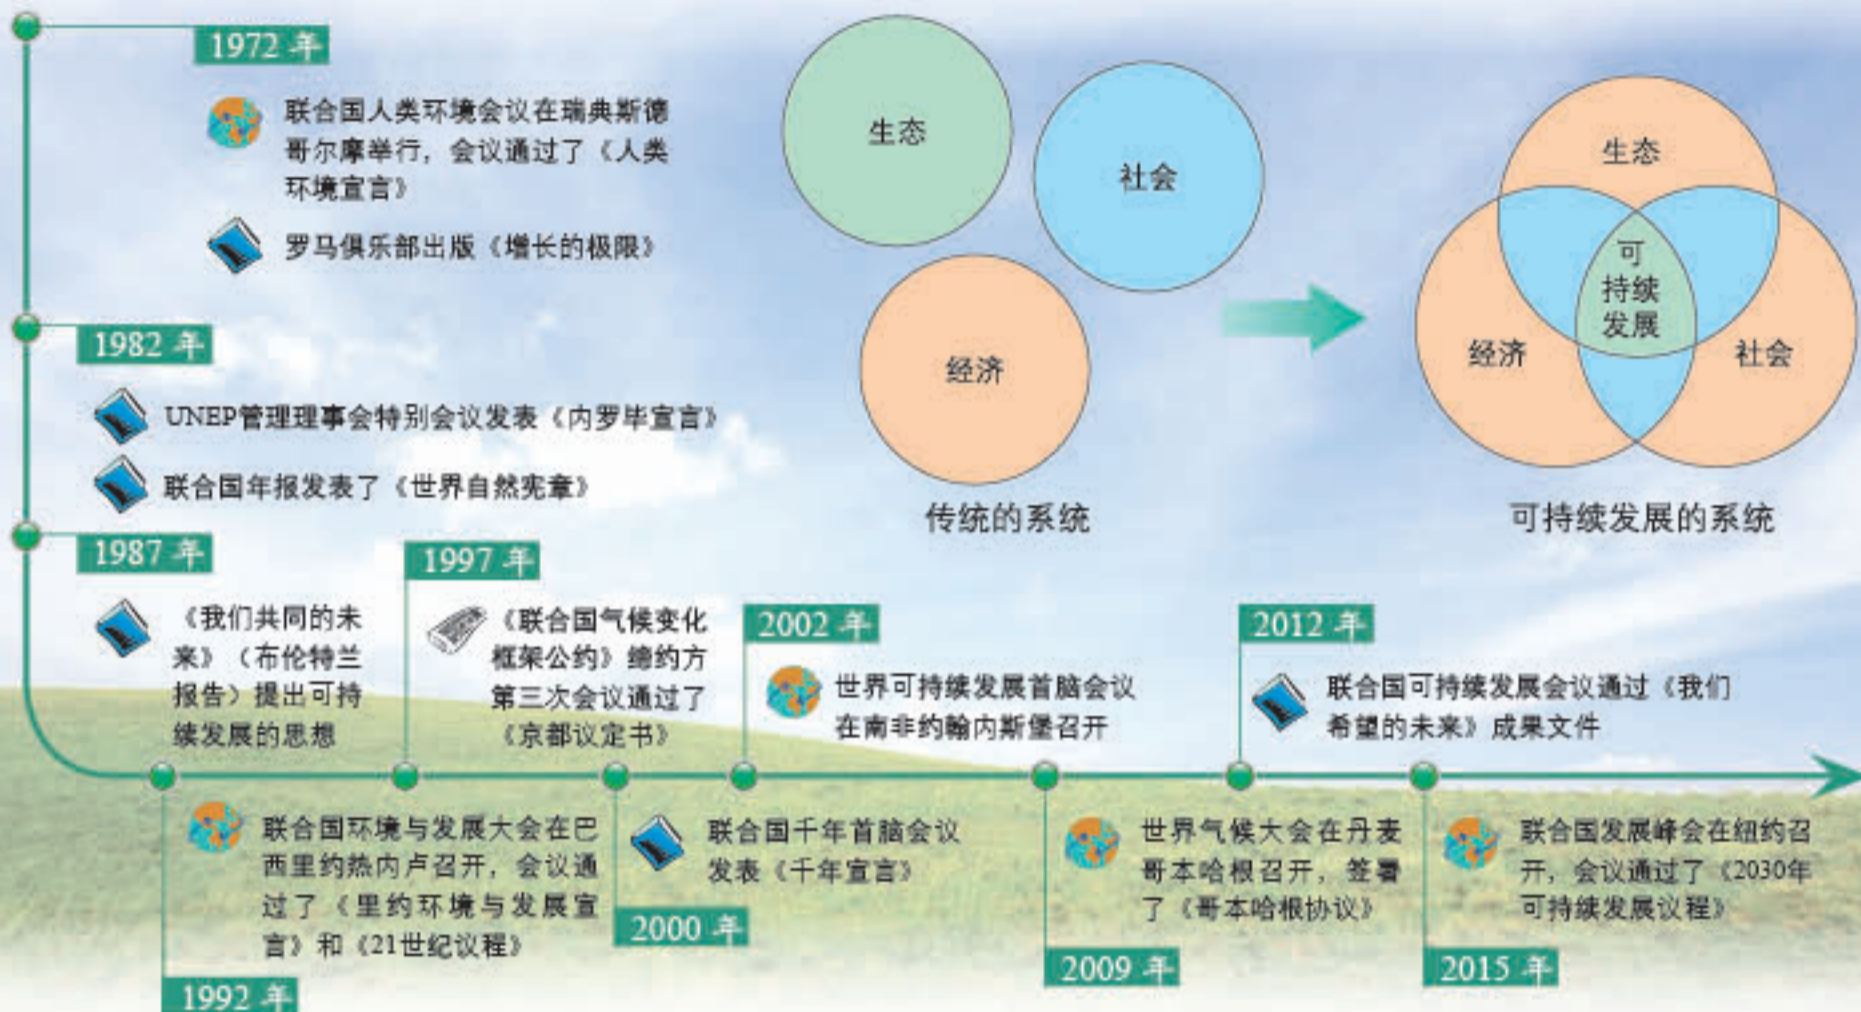 1972 年
联合国人类环境会议在瑞典斯德
哥尔摩举行，会议通过了《人类
环境宣言》
罗马俱乐部出版《增长的极限》
1982 年
UNEP管理理事会特别会议发表《内罗毕宣言》
联合国年报发表了《世界自然宪章》
1987 年
《我们共同的未
来》（布伦特兰
报告）提出可持
续发展的思想
1992 年
联合国环境与发展大会在巴
西里约热内卢召开，会议通
过了《里约环境与发展宣
言》和《21世纪议程》
1997 年
《联合国气候变化
框架公约》缔约方
第三次会议通过了
《京都议定书》
2000 年
联合国千年首脑会议
发表《千年宣言》
2002 年
世界可持续发展首脑会议
在南非约翰内斯堡召开
2009 年
世界气候大会在丹麦
哥本哈根召开，签署
了《哥本哈根协议》
2012 年
联合国可持续发展会议通过《我们
希望的未来》成果文件
2015 年
联合国发展峰会在纽约召
开，会议通过了《2030年
可持续发展议程》
生态
社会
经济
传统的系统
生态
可
持续
发展
经济
社会
可持续发展的系统